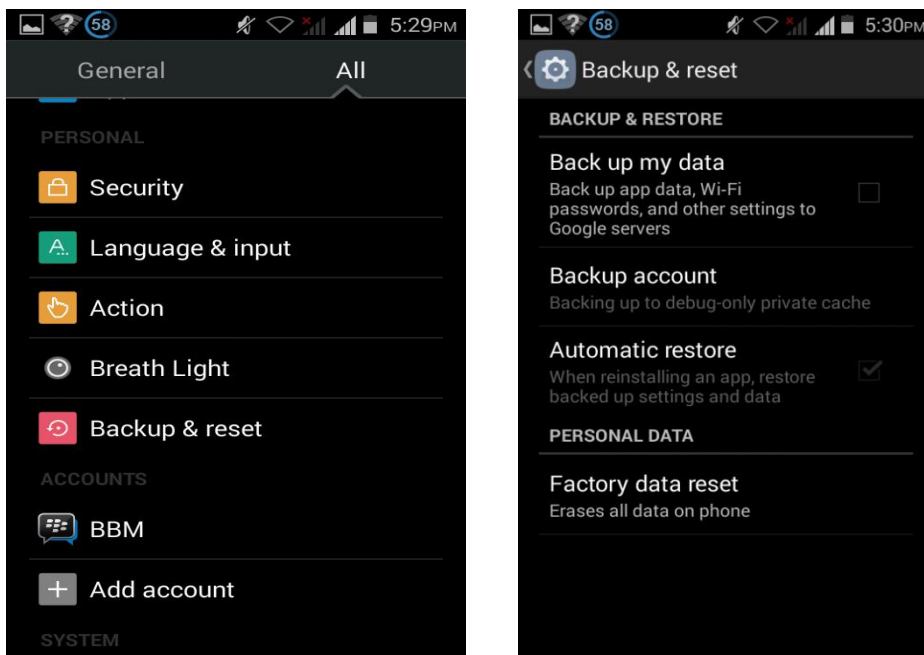 58
5:29PM
General
All
PERSONAL
Security
A
Language & input
Action
Breath Light
Backup & reset
ACCOUNTS
BBM
Add account
SYSTEM
58
5:30PM
Backup & reset
BACKUP & RESTORE
Back up my data
Back up app data, Wi-Fi
passwords, and other settings to
Google servers
Backup account
Backing up to debug-only private cache
Automatic restore
When reinstalling an app, restore
backed up settings and data
PERSONAL DATA
Factory data reset
Erases all data on phone